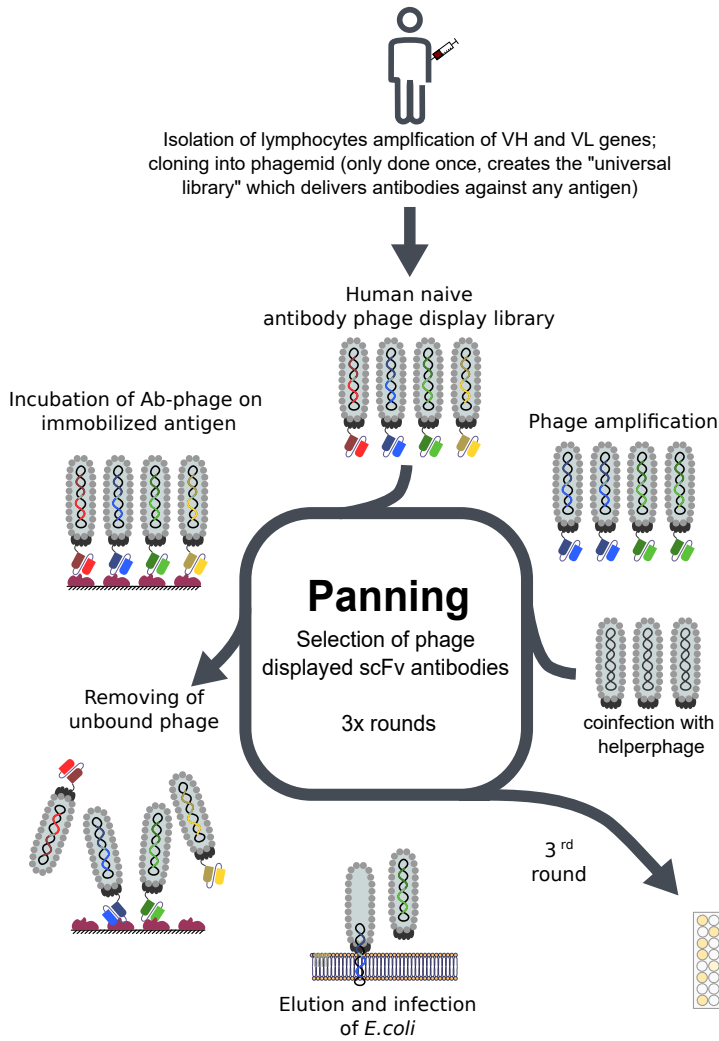 Isolation of lymphocytes amplfication of VH and VL genes;
cloning into phagemid (only done once, creates the "universal
library" which delivers antibodies against any antigen)
Human naive
antibody phage display library
Incubation of Ab-phage on
immobilized antigen
Phage amplification
Panning
Selection of phage
displayed scFv antibodies
3x rounds
coinfection with
helperphage
Removing of
unbound phage
3 rd
round
Elution and infection
of E.coli